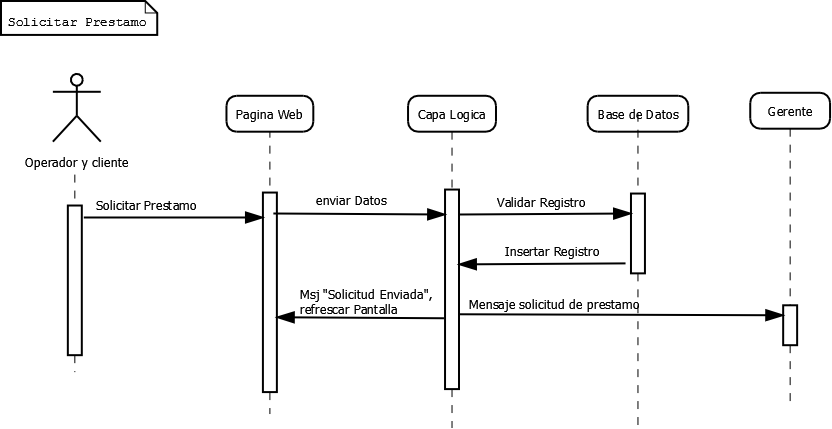 Solicitar Prestamo
Operador y cliente
Pagina Web
Capa Logica
Base de Datos
Gerente
Solicitar Prestamo
enviar Datos
Validar Registro
Insertar Registro
Msj "Solicitud Enviada",
refrescar Pantalla
Mensaje solicitud de prestamo